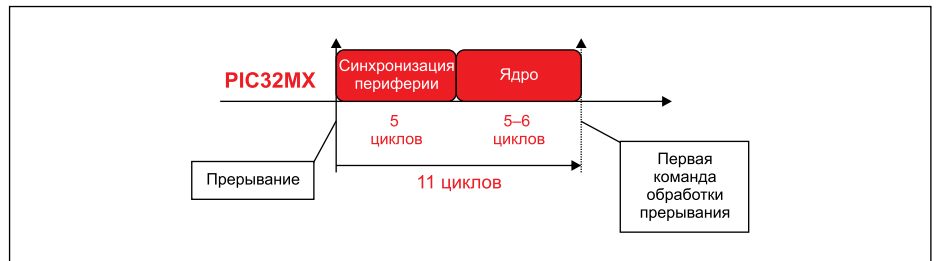 PIC32MX
Синхронизация
периферии
Ядро
5
циклов
5–6
циклов
Прерывание
11 циклов
Первая
команда
обработки
прерывания